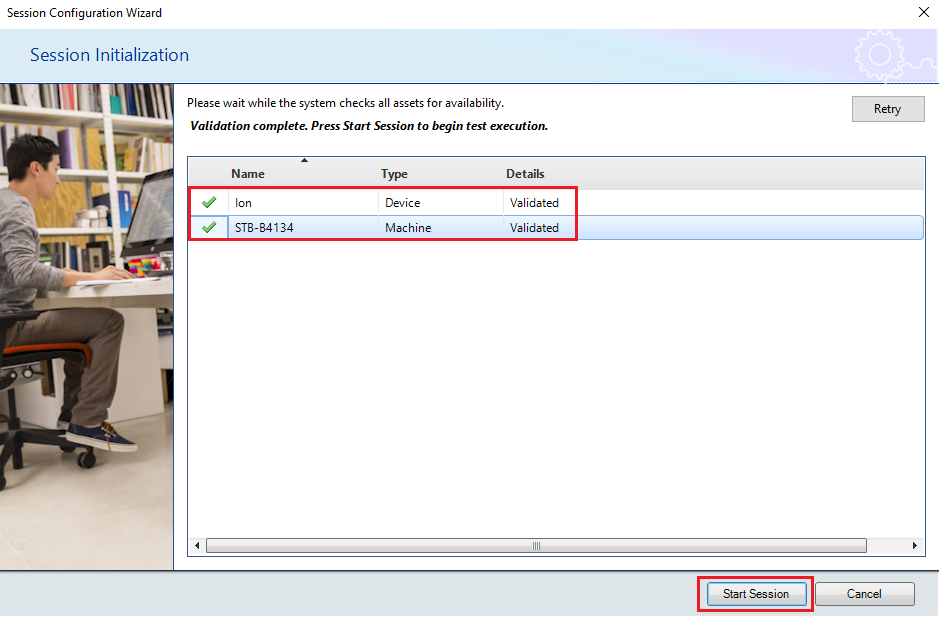 Session Configuration Wizard
Session Initialization
Please wait while the system checks all assets for availability.
Validation complete. Press Start Session to begin test execution.
Retry
Name Type Details
Ion Device Validated
STB-B4134 Machine Validated
Start Session Cancel